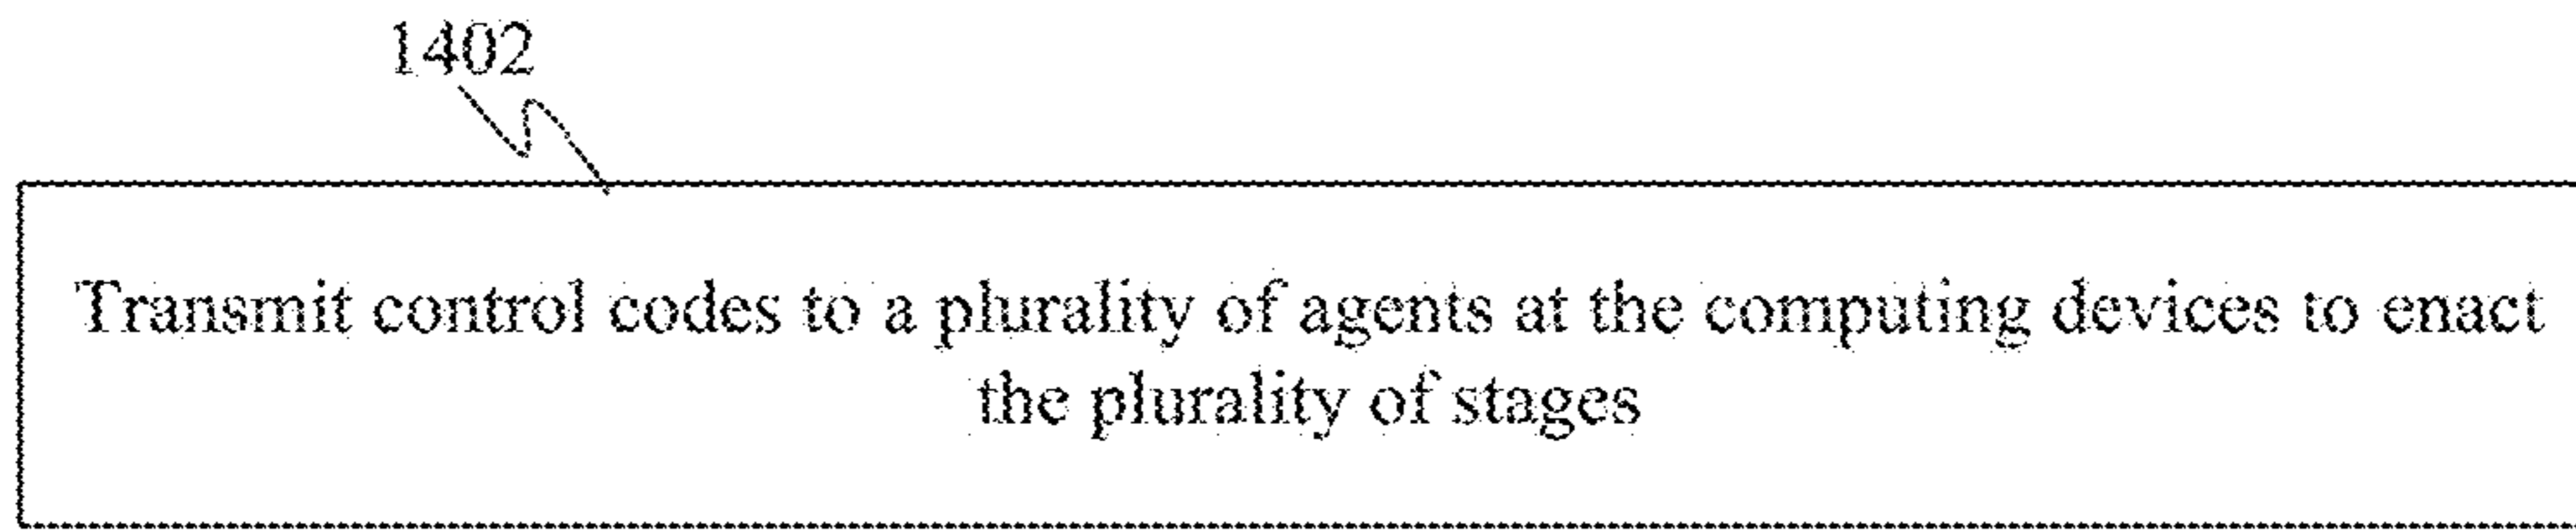 1402
Transmit control codes to a plurality of agents at the computing devices to enact
the plurality of stages